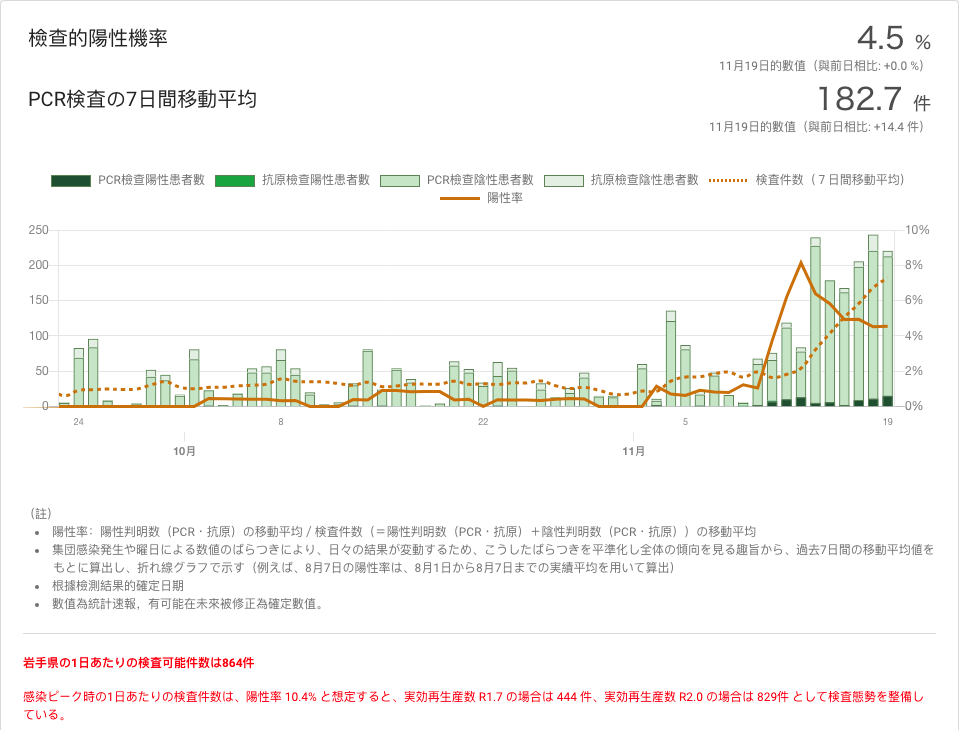 檢查的陽性機率
4.5 %
11月19日的數值（與前日相比: +0.0 %）
PCR検査の7日間移動平均
182.7 件
11月19日的數值（與前日相比: +14.4 件）
PCR檢查陽性患者數 抗原檢查陽性患者數 PCR檢查陰性患者數 抗原檢查陰性患者數 検査件数（７日間移動平均）
陽性率
250 10%
200 8%
150 6%
100 4%
50 2%
0 0%
24 8 22 5 19
10月 11月
（註）
陽性率：陽性判明数（PCR・抗原）の移動平均 / 検査件数（＝陽性判明数（PCR・抗原）＋陰性判明数（PCR・抗原））の移動平均
集団感染発生や曜日による数値のばらつきにより、日々の結果が変動するため、こうしたばらつきを平準化し全体の傾向を見る趣旨から、過去7日間の移動平均値を
もとに算出し、折れ線グラフで示す（例えば、8月7日の陽性率は、8月1日から8月7日までの実績平均を用いて算出）
根據檢測結果的確定日期
數值為統計速報，有可能在未來被修正為確定數值。
岩手県の1日あたりの検査可能件数は864件
感染ピーク時の1日あたりの検査件数は、陽性率 10.4% と想定すると、実効再生産数 R1.7 の場合は 444 件、実効再生産数 R2.0 の場合は 829件 として検査態勢を整備し
ている。